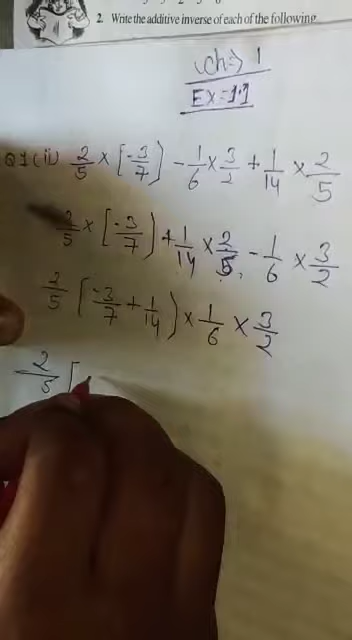 2. Write the additive inverse of each of the following.
Ch ⇒ 1
Ex = 1.1
Q1 (ii) 2/5 × [-3/7] - 1/6 × 3/2 + 1/14 × 2/5
2/5 × [-3/7] + 1/14 × 2/5 - 1/6 × 3/2
2/5 [-3/7 + 1/14) × 1/6 × 3/2
2/5 [